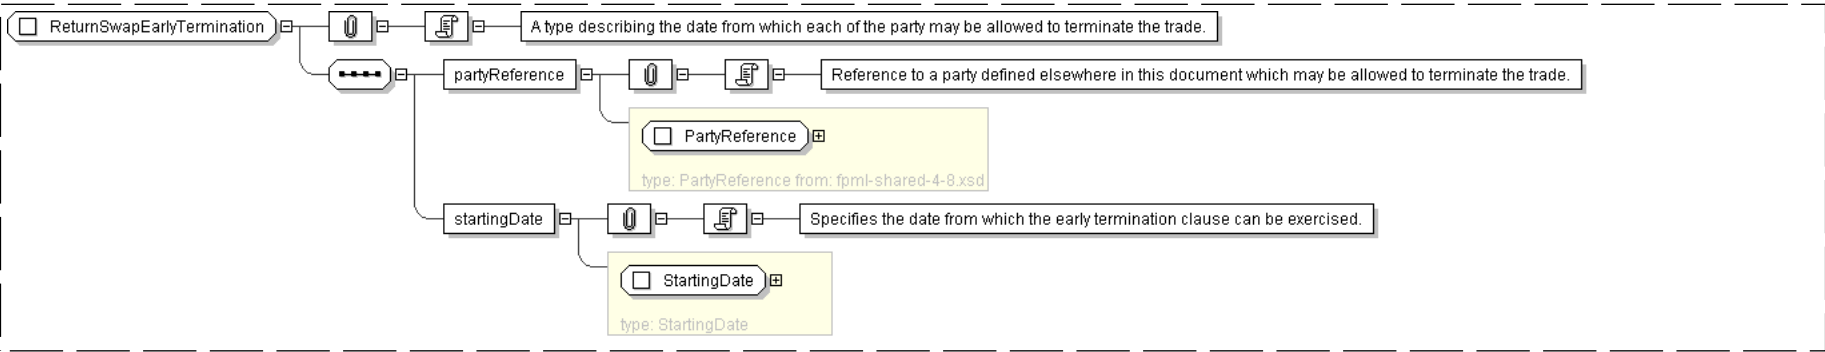 ReturnSwapEarlyTermination A type describing the date from which each of the party may be allowed to terminate the trade.
partyReference Reference to a party defined elsewhere in this document which may be allowed to terminate the trade.
PartyReference
type: PartyReference from: fpml-shared-4-8.xsd
startingDate Specifies the date from which the early termination clause can be exercised.
StartingDate
type: StartingDate